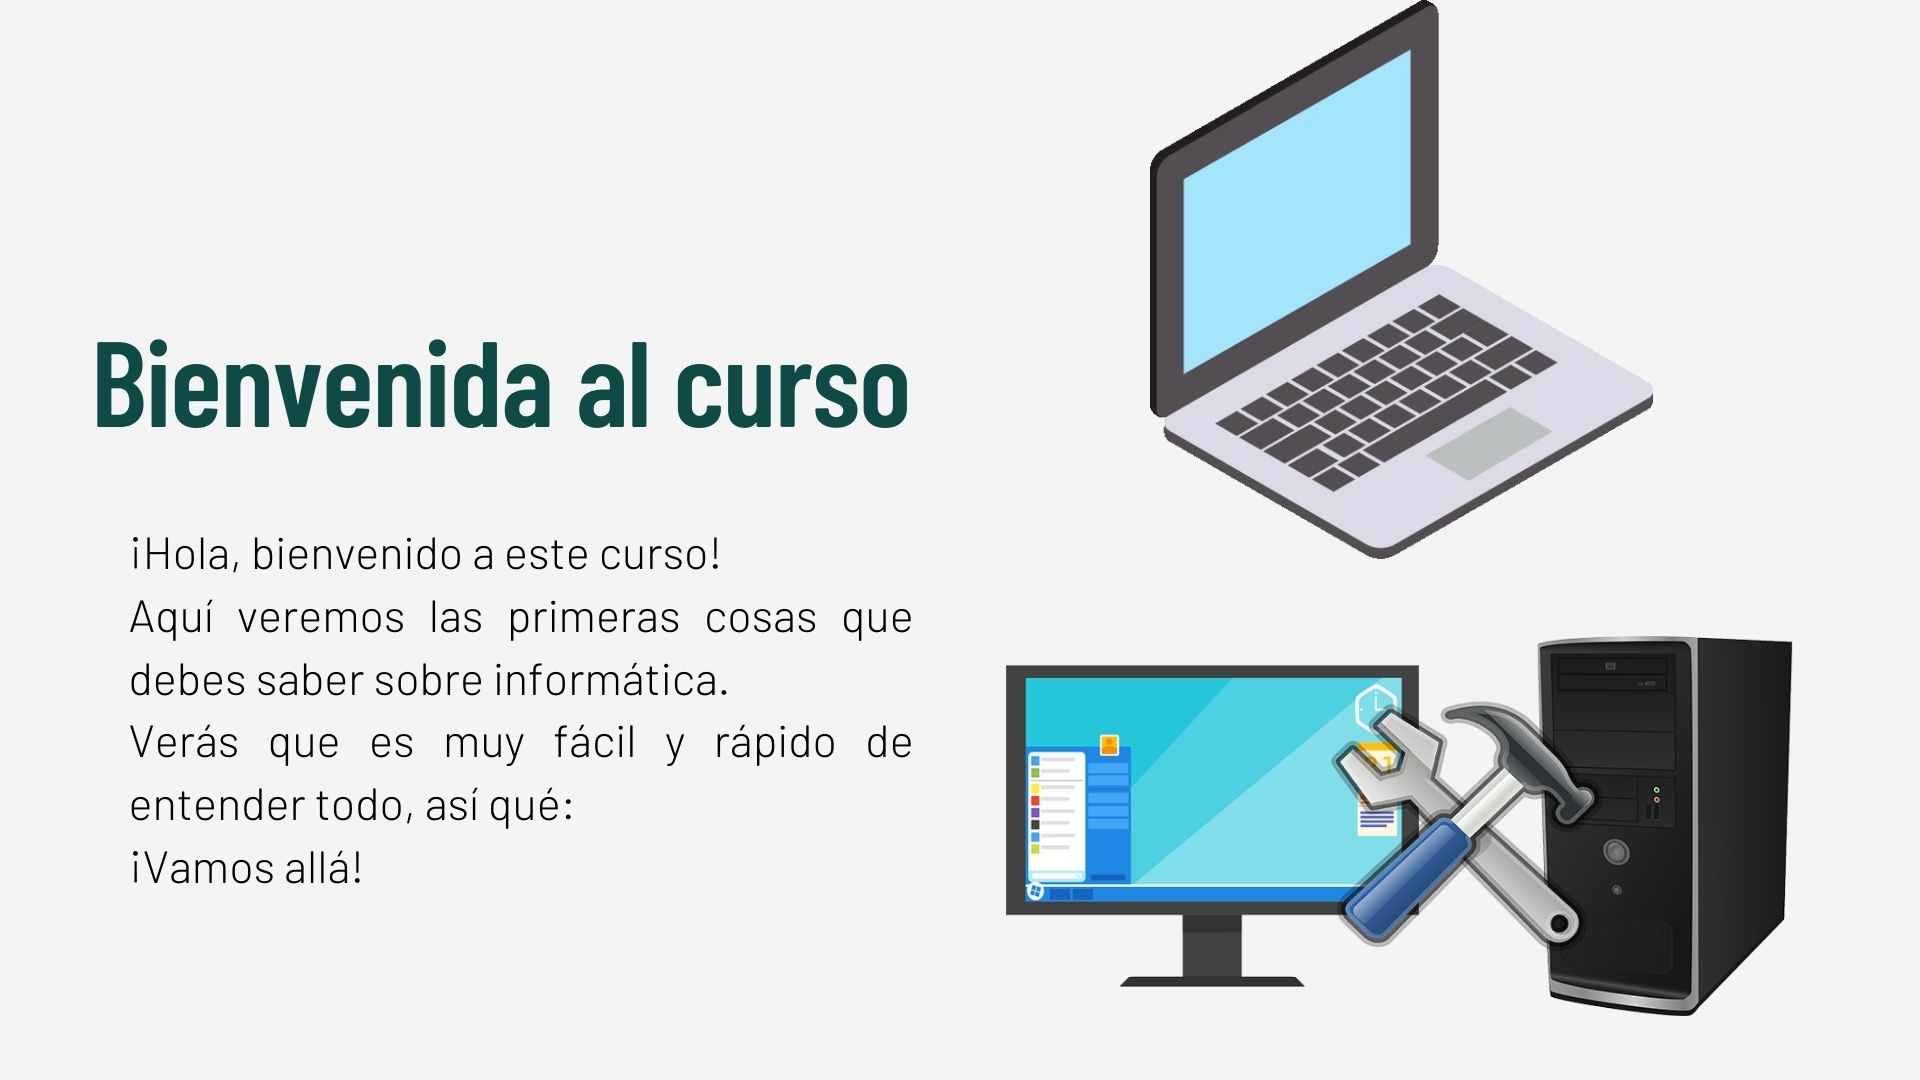 Bienvenida al curso
¡Hola, bienvenido a este curso!
Aquí veremos las primeras cosas que
debes saber sobre informática.
Verás que es muy fácil y rápido de
entender todo, así qué:
¡Vamos allá!